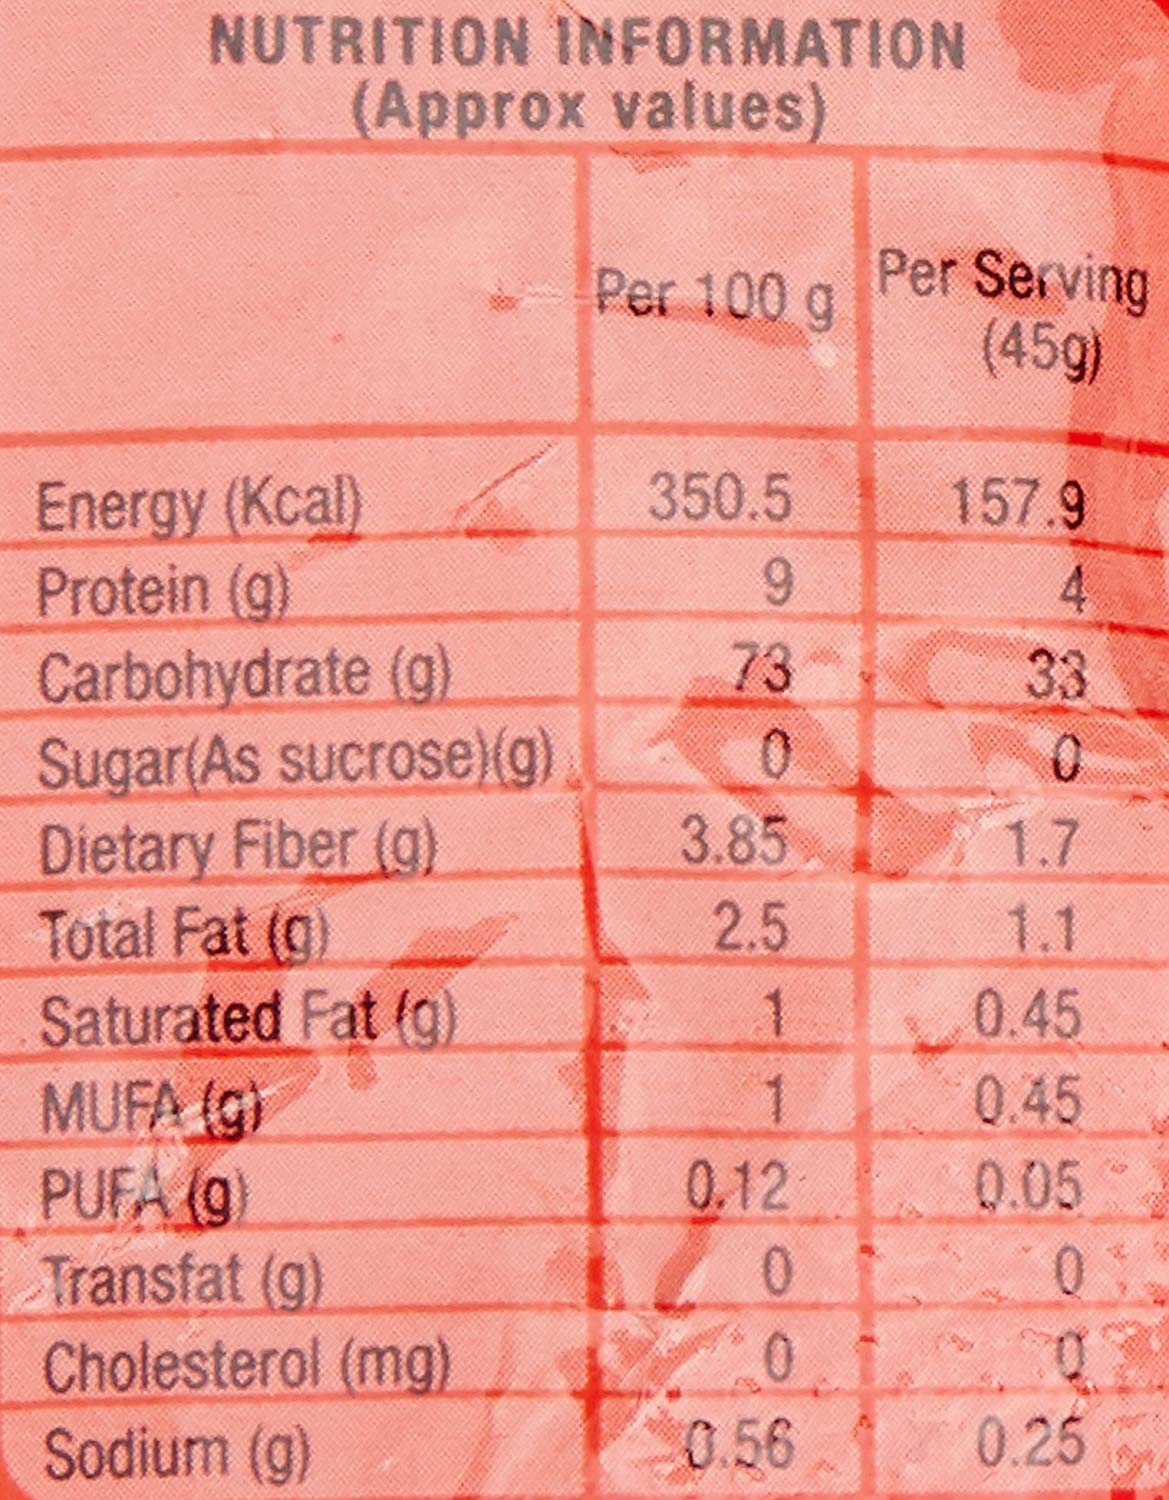 NUTRITION INFORMATION
(Approx values)
Per 100 g Per Serving
(45g)
Energy (Kcal) 350.5 157.9
Protein (g) 9 4
Carbohydrate (g) 73 33
Sugar(As sucrose)(g) 0 0
Dietary Fiber (g) 3.85 1.7
Total Fat (g) 2.5 1.1
Saturated Fat (g) 1 0.45
MUFA (g) 1 0.45
PUFA (g) 0.12 0.05
Transfat (g) 0 0
Cholesterol (mg) 0 0
Sodium (g) 0.56 0.25